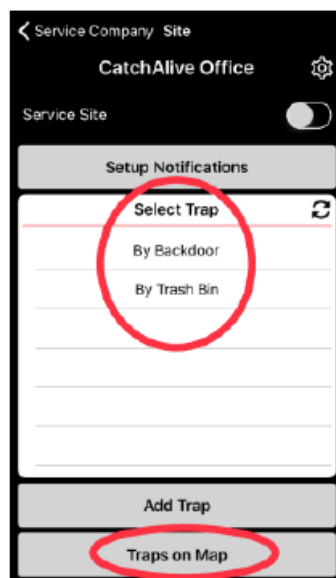 Service Company Site
CatchAlive Office
Service Site
Setup Notifications
Select Trap
By Backdoor
By Trash Bin
Add Trap
Traps on Map